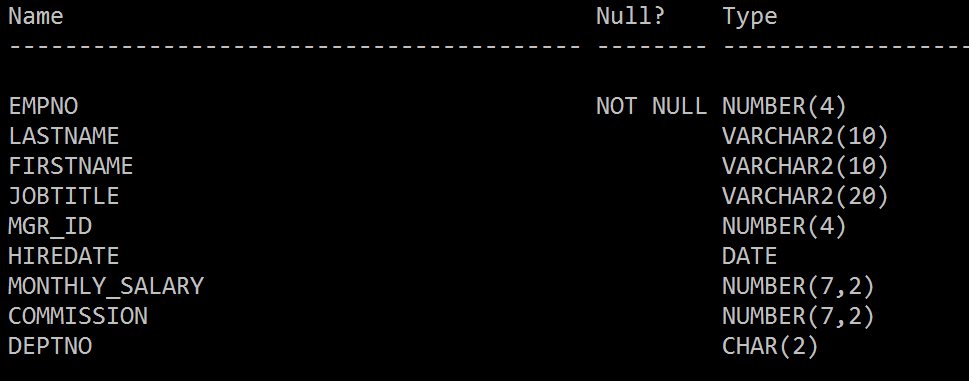 Name                                      Null?    Type
----------------------------------------- -------- ------------------
EMPNO                                     NOT NULL NUMBER(4)
LASTNAME                                           VARCHAR2(10)
FIRSTNAME                                          VARCHAR2(10)
JOBTITLE                                           VARCHAR2(20)
MGR_ID                                             NUMBER(4)
HIREDATE                                           DATE
MONTHLY_SALARY                                     NUMBER(7,2)
COMMISSION                                         NUMBER(7,2)
DEPTNO                                             CHAR(2)